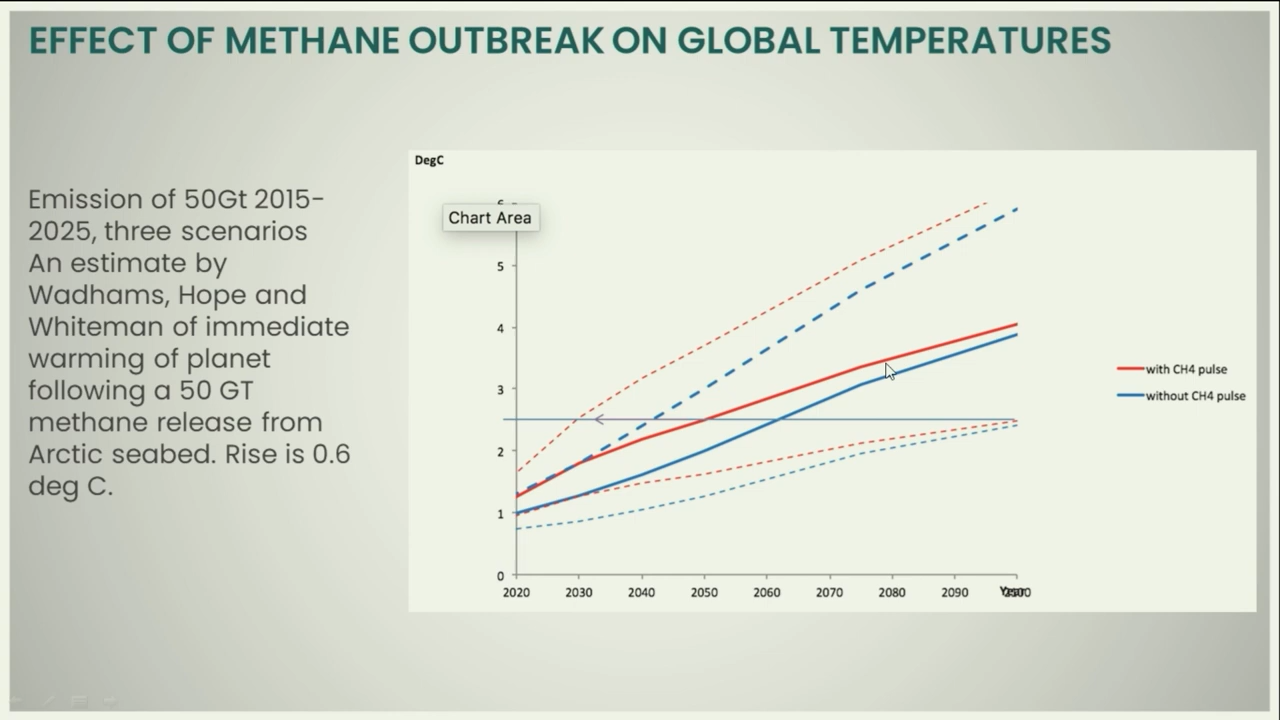 EFFECT OF METHANE OUTBREAK ON GLOBAL TEMPERATURES
Emission of 50Gt 2015-
2025, three scenarios
An estimate by
Wadhams, Hope and
Whiteman of immediate
warming of planet
following a 50 GT
methane release from
Arctic seabed. Rise is 0.6
deg C.
DegC
Chart Area
5
4
3
2
1
0
2020 2030 2040 2050 2060 2070 2080 2090
with CH4 pulse
without CH4 pulse